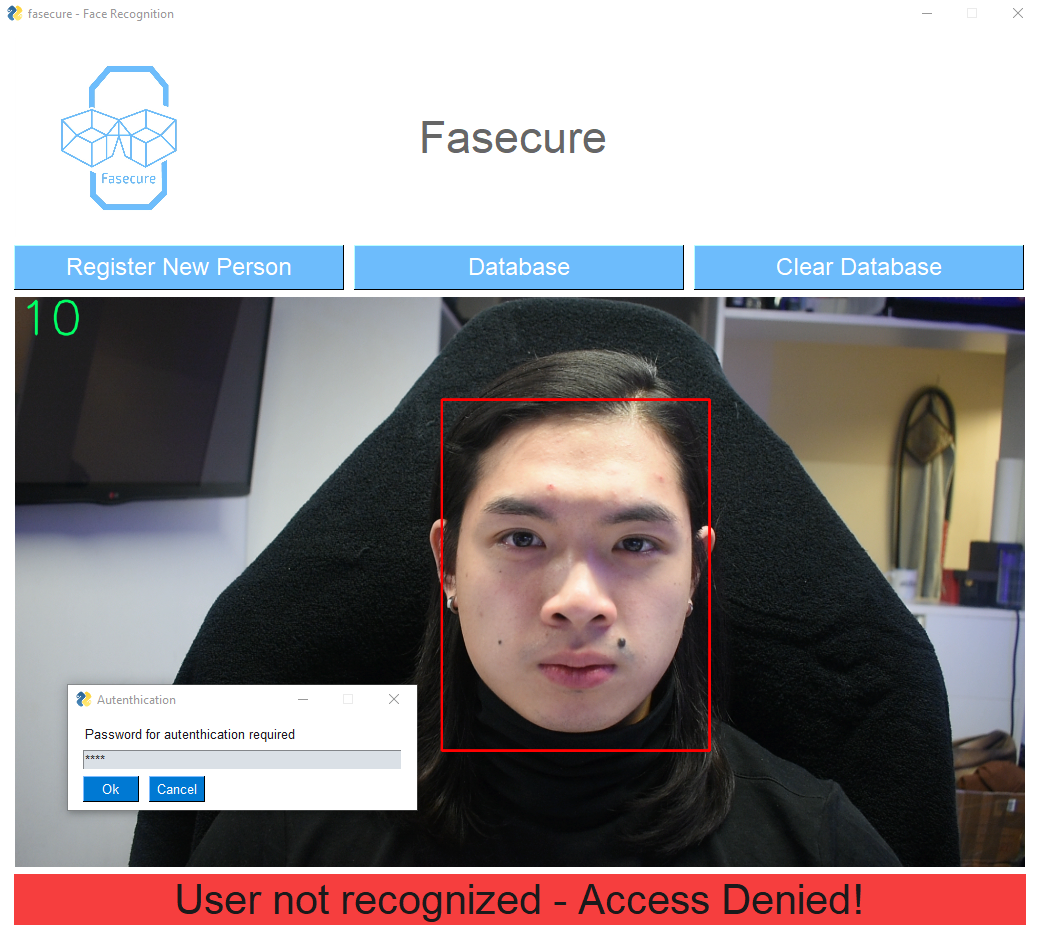 fasecure - Face Recognition
Fasecure
Fasecure
Register New Person
Database
Clear Database
10
Autenthication
Password for autenthication required
****
Ok
Cancel
User not recognized - Access Denied!